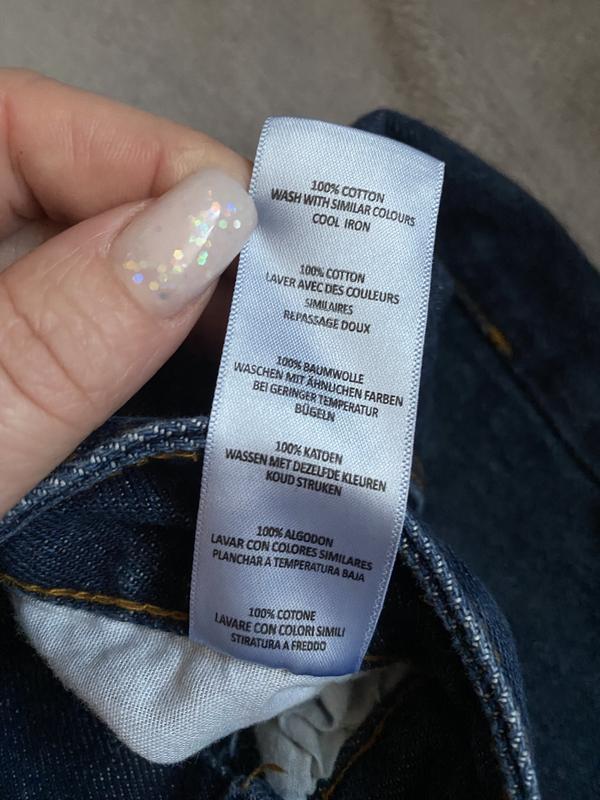 100% COTTON
WASH WITH SIMILAR COLOURS
COOL IRON
100% COTTON
LAVER AVEC DES COULEURS
SIMILAIRES
REPASSAGE DOUX
100% BAUMWOLLE
WASCHEN MIT ÄHNLICHEN FARBEN
BEI GERINGER TEMPERATUR
BÜGELN
100% KATOEN
WASSEN MET DEZELFDE KLEUREN
KOUD STRUKEN
100% ALGODON
LAVAR CON COLORES SIMILARES
PLANCHAR A TEMPERATURA BAJA
100% COTONE
LAVARE CON COLORI SIMILI
STIRATURA A FREDDO